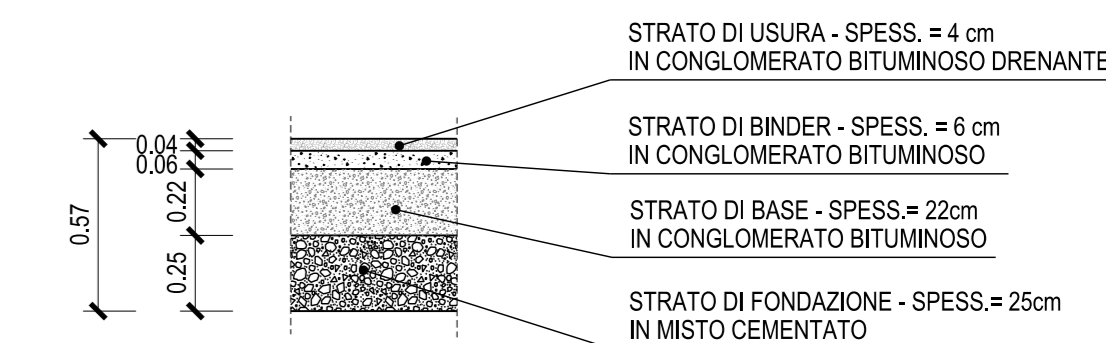 STRATO DI USURA - SPESS. = 4 cm
IN CONGLOMERATO BITUMINOSO DRENANTE
STRATO DI BINDER - SPESS. = 6 cm
IN CONGLOMERATO BITUMINOSO
STRATO DI BASE - SPESS.= 22cm
IN CONGLOMERATO BITUMINOSO
STRATO DI FONDAZIONE - SPESS.= 25cm
IN MISTO CEMENTATO
0.04
0.06
0.22
0.25
0.57